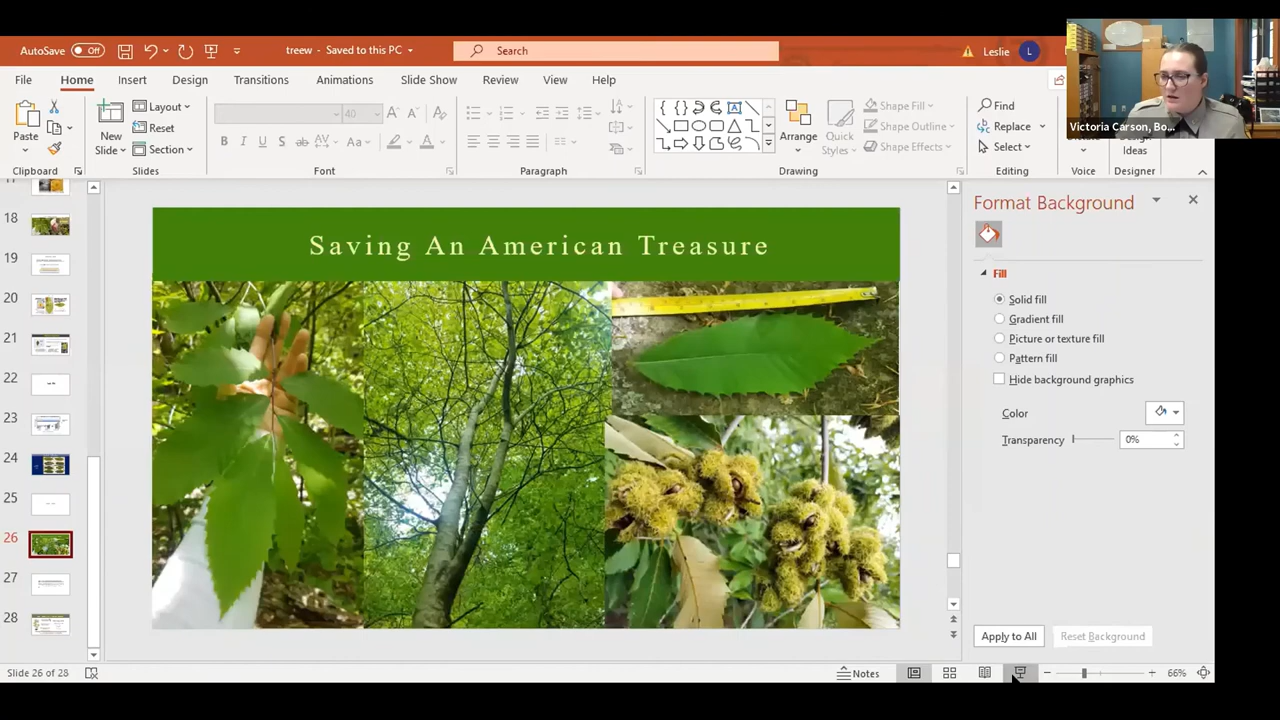 AutoSave Off treew - Saved to this PC Search Leslie L
File Home Insert Design Transitions Animations Slide Show Review View Help
Victoria Carson, Bo...
Paste New Slide Layout Reset Section 40 B I U S ab AV Aa A A A Arrange Quick Styles Shape Fill Shape Outline Shape Effects Find Replace Select Design Ideas
Clipboard Slides Font Paragraph Drawing Editing Voice Designer
18
19
20
21
22
23
24
25
26
27
28
Saving An American Treasure
Format Background
Fill
Solid fill
Gradient fill
Picture or texture fill
Pattern fill
Hide background graphics
Color
Transparency 0%
Apply to All Reset Background
Slide 26 of 28 Notes 66%